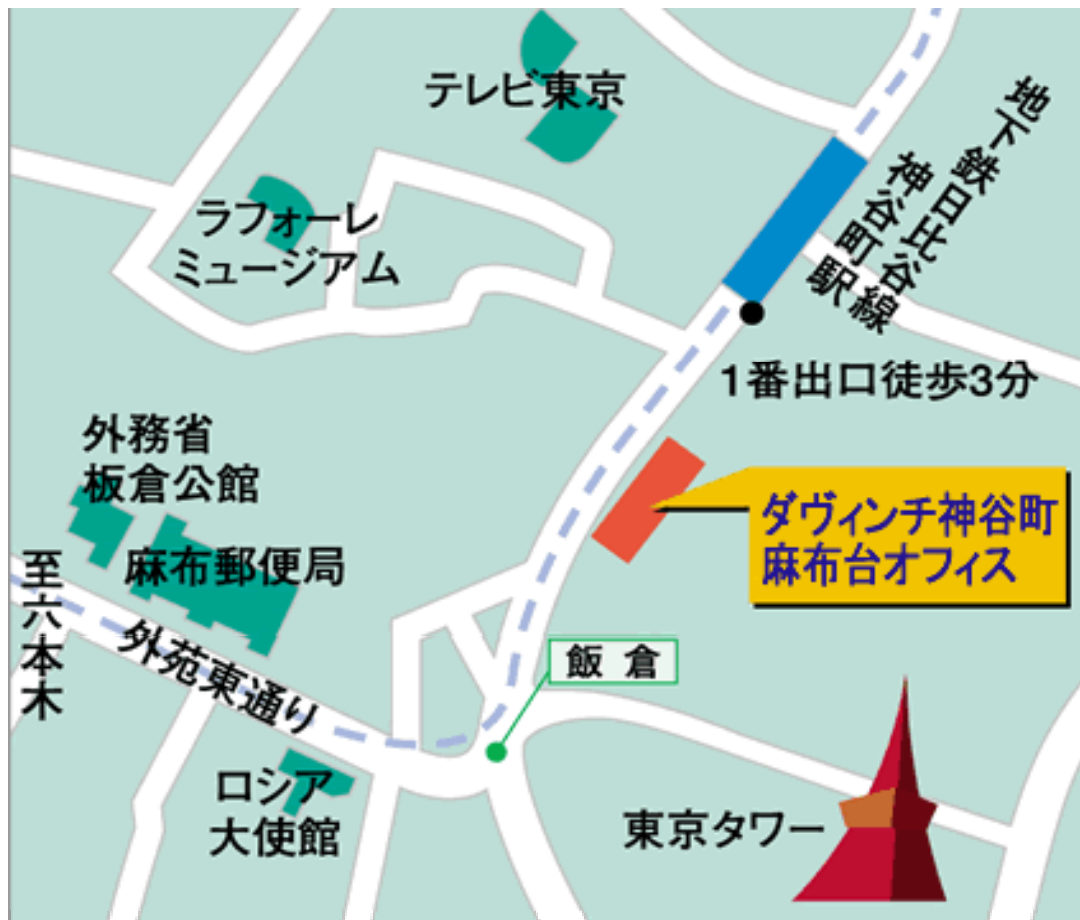 テレビ東京
地下鉄日比谷線
神谷町駅
ラフォーレ
ミュージアム
1番出口徒歩3分
外務省
板倉公館
ダヴィンチ神谷町
麻布台オフィス
麻布郵便局
至六本木
外苑東通り
飯倉
ロシア
大使館
東京タワー